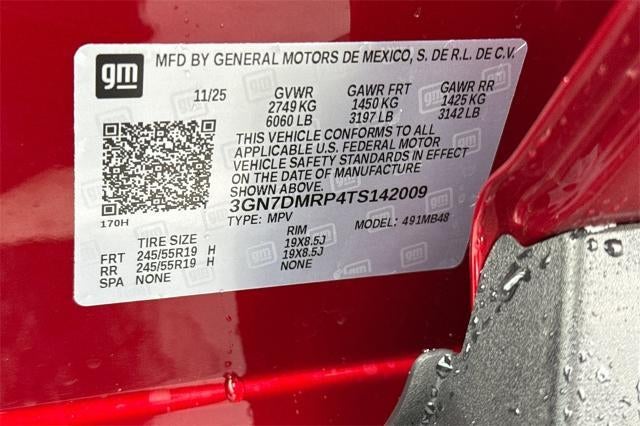 gm
MFD BY GENERAL MOTORS DE MEXICO, S. DE R.L. DE C.V.
11/25 GVWR GAWR FRT GAWR RR
2749 KG 1450 KG 1425 KG
6060 LB 3197 LB 3142 LB
THIS VEHICLE CONFORMS TO ALL
APPLICABLE U.S. FEDERAL MOTOR
VEHICLE SAFETY STANDARDS IN EFFECT
ON THE DATE OF MANUFACTURE
SHOWN ABOVE.
3GN7DMRP4TS142009
170H TYPE: MPV MODEL: 491MB48
TIRE SIZE RIM
FRT 245/55R19 H 19X8.5J
RR 245/55R19 H 19X8.5J
SPA NONE NONE